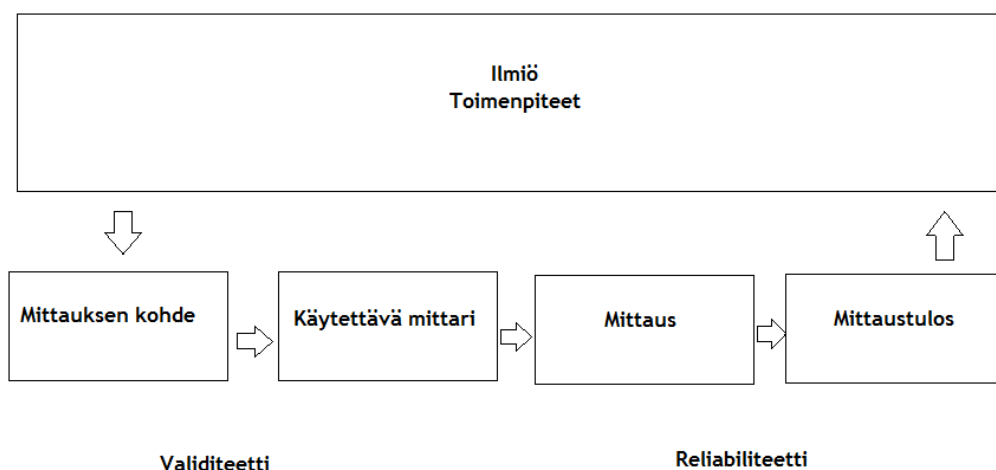 Ilmiö
Toimenpiteet
Mittauksen kohde
Käytettävä mittari
Mittaus
Mittaustulos
Validiteetti
Reliabiliteetti